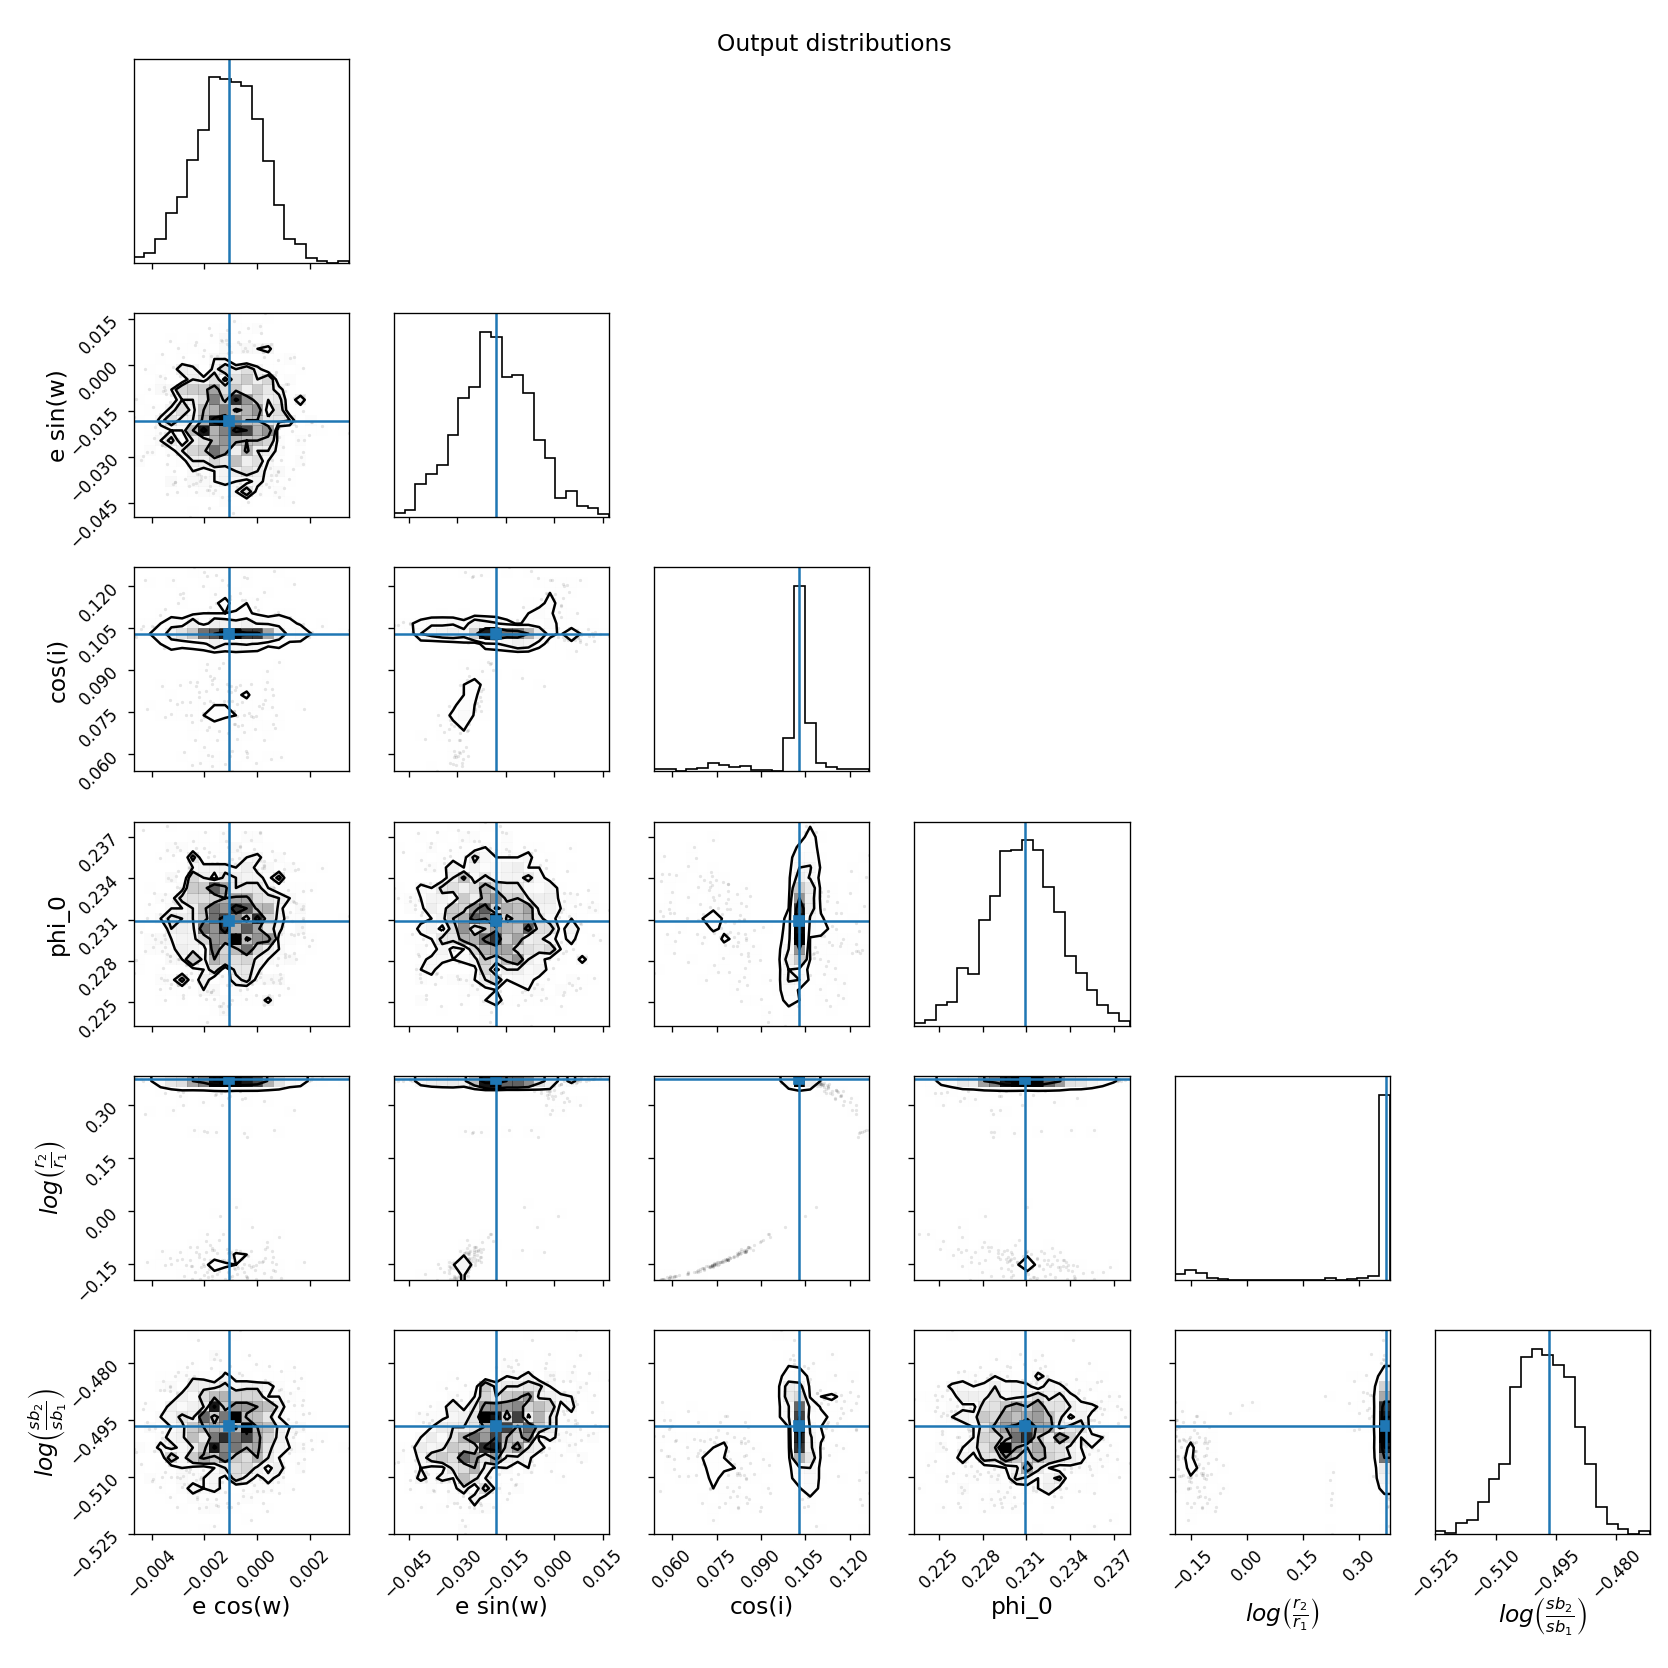 Output distributions
0.015
0.000
−0.015
−0.030
−0.045
e sin(w)
0.120
0.105
0.090
0.075
0.060
cos(i)
0.237
0.234
0.231
0.228
0.225
phi_0
0.30
0.15
0.00
−0.15
log(r2/r1)
−0.480
−0.495
−0.510
−0.525
log(sb2/sb1)
−0.004 −0.002 0.000 0.002
−0.045 −0.030 −0.015 0.000 0.015
0.060 0.075 0.090 0.105 0.120
0.225 0.228 0.231 0.234 0.237
−0.15 0.00 0.15 0.30
−0.525 −0.510 −0.495 −0.480
e cos(w)
e sin(w)
cos(i)
phi_0
log(r2/r1)
log(sb2/sb1)